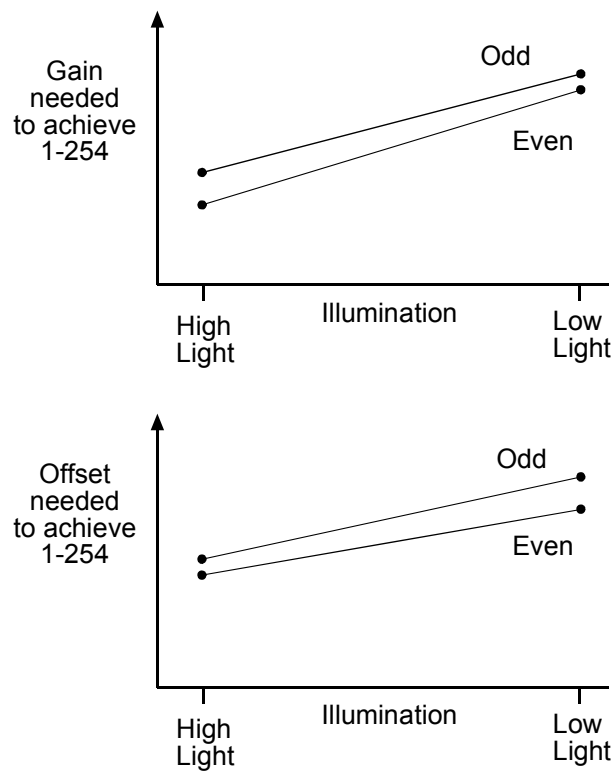 Gain
needed
to achieve
1-254
Odd
Even
High
Light
Illumination
Low
Light
Offset
needed
to achieve
1-254
Odd
Even
High
Light
Illumination
Low
Light